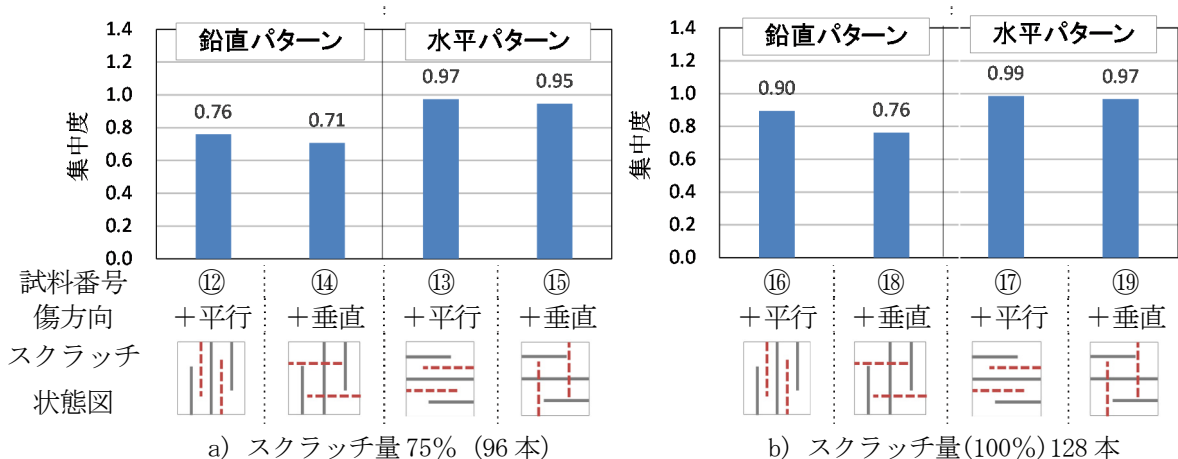 1.4
1.2
1.0
0.8
0.6
0.4
0.2
0.0
集中度
鉛直パターン 水平パターン
0.76 0.71 0.97 0.95
試料番号 ⑫ ⑭ ⑬ ⑮
傷方向 ＋平行 ＋垂直 ＋平行 ＋垂直
スクラッチ
状態図
a) スクラッチ量 75% (96 本)
1.4
1.2
1.0
0.8
0.6
0.4
0.2
0.0
集中度
鉛直パターン 水平パターン
0.90 0.76 0.99 0.97
⑯ ⑱ ⑰ ⑲
＋平行 ＋垂直 ＋平行 ＋垂直
b) スクラッチ量(100%) 128 本